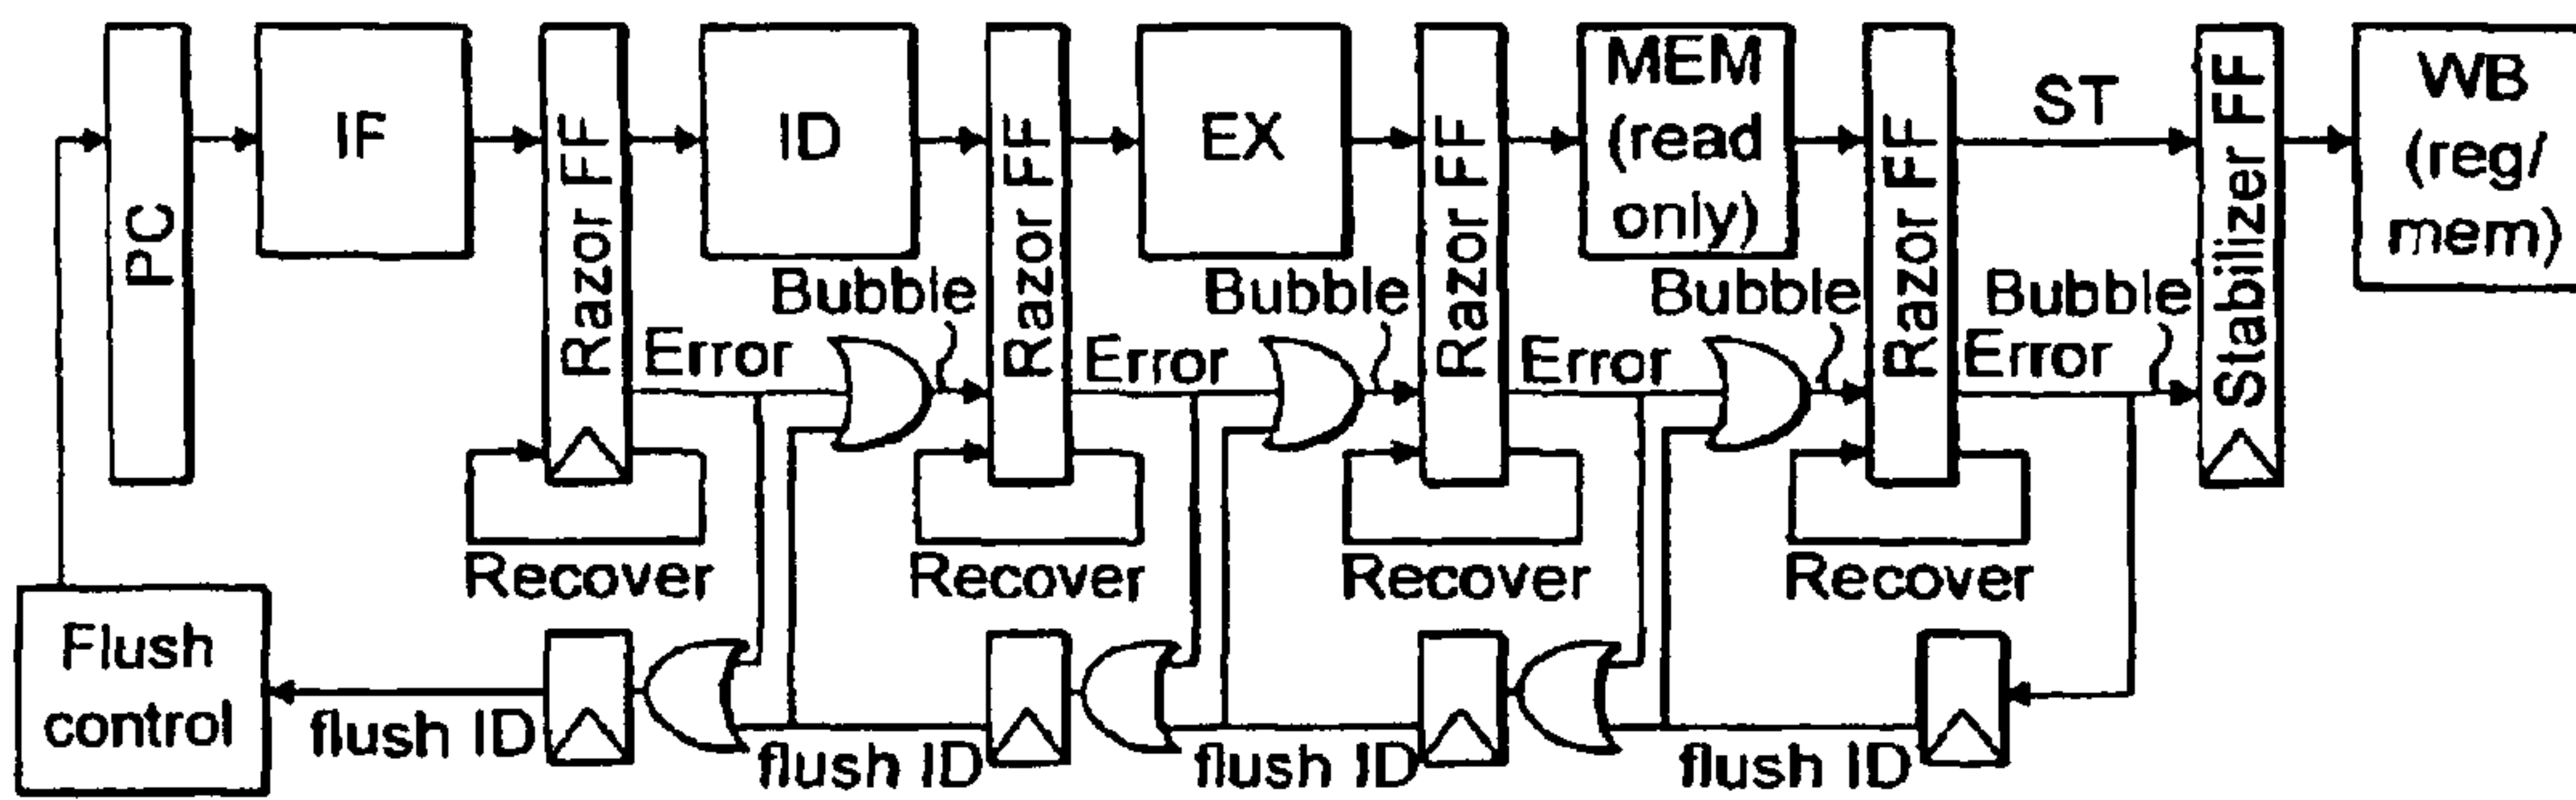 PC
IF
Razor FF
ID
Razor FF
EX
Razor FF
MEM
(read
only)
Razor FF
ST
Stabilizer FF
WB
(reg/
mem)
Bubble
Bubble
Bubble
Bubble
Error
Error
Error
Error
Recover
Recover
Recover
Recover
Flush
control
flush ID
flush ID
flush ID
flush ID